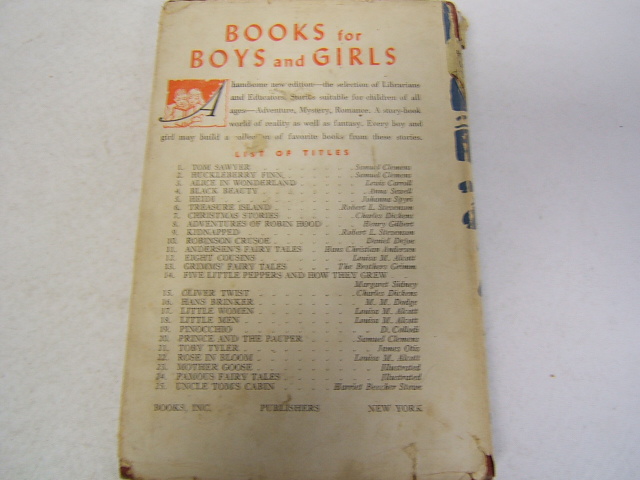 BOOKS for
BOYS and GIRLS
A handsome new edition—the selection of Librarians
and Educators. Stories suitable for children of all
ages—Adventure, Mystery, Romance. A story-book
world of reality as well as fantasy. Every boy and
girl may build a collection of favorite books from these stories.
LIST OF TITLES
1. TOM SAWYER . . . . . . . Samuel Clemens
2. HUCKLEBERRY FINN, . . . . . . Samuel Clemens
3. ALICE IN WONDERLAND . . . . . . Lewis Carroll
4. BLACK BEAUTY . . . . . . . Anna Sewell
5. HEIDI . . . . . . . . Johanna Spyri
6. TREASURE ISLAND . . . . . Robert L. Stevenson
7. CHRISTMAS STORIES . . . . . . Charles Dickens
8. ADVENTURES OF ROBIN HOOD . . . . Henry Gilbert
9. KIDNAPPED . . . . . . . Robert L. Stevenson
10. ROBINSON CRUSOE . . . . . . Daniel Defoe
11. ANDERSEN'S FAIRY TALES . . Hans Christian Andersen
12. EIGHT COUSINS . . . . . . Louisa M. Alcott
13. GRIMMS' FAIRY TALES . . . . The Brothers Grimm
14. FIVE LITTLE PEPPERS AND HOW THEY GREW
Margaret Sidney
15. OLIVER TWIST . . . . . . . Charles Dickens
16. HANS BRINKER . . . . . . . M. M. Dodge
17. LITTLE WOMEN . . . . . . Louisa M. Alcott
18. LITTLE MEN . . . . . . . Louisa M. Alcott
19. PINOCCHIO . . . . . . . . D. Collodi
20. PRINCE AND THE PAUPER . . . . Samuel Clemens
21. TOBY TYLER . . . . . . . . James Otis
22. ROSE IN BLOOM . . . . . . Louisa M. Alcott
23. MOTHER GOOSE . . . . . . . Illustrated
24. FAMOUS FAIRY TALES . . . . . . Illustrated
25. UNCLE TOM'S CABIN . . . . Harriet Beecher Stowe
BOOKS, INC. PUBLISHERS NEW YORK